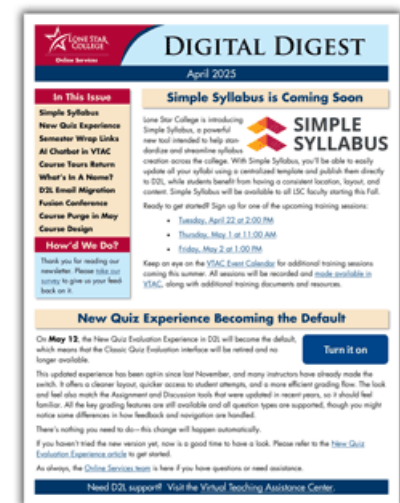 LONE STAR
COLLEGE
Online Services
DIGITAL DIGEST
April 2025
In This Issue
Simple Syllabus
New Quiz Experience
Semester Wrap Links
AI Chatbot in VTAC
Course Tours Return
What's In A Name?
D2L Email Migration
Fusion Conference
Course Purge in May
Course Design
How'd We Do?
Thank you for reading our
newsletter. Please take our
survey to give us your feed-
back on it.
Simple Syllabus is Coming Soon
Lone Star College is introducing
Simple Syllabus, a powerful
new tool intended to help stan-
dardize and streamline syllabus
creation across the college. With Simple Syllabus, you'll be able to easily
update all your syllabi using a centralized template and publish them directly
to D2L, while students benefit from having a consistent location, layout, and
content. Simple Syllabus will be available to all LSC faculty starting this Fall.
SIMPLE
SYLLABUS
Ready to get started? Sign up for one of the upcoming training sessions:
• Tuesday, April 22 at 2:00 PM
• Thursday, May 1 at 11:00 AM
• Friday, May 2 at 1:00 PM
Keep an eye on the VTAC Event Calendar for additional training sessions
coming this summer. All sessions will be recorded and made available in
VTAC, along with additional training documents and resources.
New Quiz Experience Becoming the Default
On May 12, the New Quiz Evaluation Experience in D2L will become the default,
which means that the Classic Quiz Evaluation interface will be retired and no
longer available.
Turn it on
This updated experience has been opt-in since last November, and many instructors have already made the
switch. It offers a cleaner layout, quicker access to student attempts, and a more efficient grading flow. The look
and feel also match the Assignment and Discussion tools that were updated in recent years, so it should feel
familiar. All the key grading features are still available and all question types are supported, though you might
notice some differences in how feedback and navigation are handled.
There's nothing you need to do—this change will happen automatically.
If you haven't tried the new version yet, now is a good time to have a look. Please refer to the New Quiz
Evaluation Experience article to get started.
As always, the Online Services team is here if you have questions or need assistance.
Need D2L support? Visit the Virtual Teaching Assistance Center.